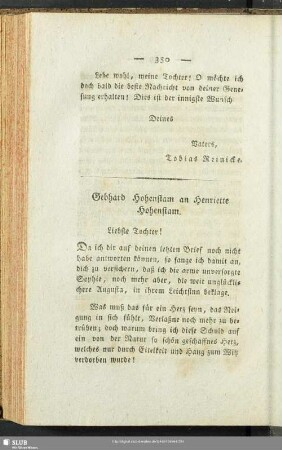 — 350 —
Lebe wohl, meine Tochter; O möchte ich
doch bald die beste Nachricht von deiner Gene-
sung erhalten; Dies ist der innigste Wunsch
Deines
Vaters,
Tobias Reinicke.
Gebhard Hohenstam an Henriette
Hohenstam.
Liebste Tochter!
Da ich dir auf deinen letzten Brief noch nicht
habe antworten können, so fange ich damit an,
dich zu versichern, daß ich die arme unversorgte
Sophie, noch mehr aber, die weit unglückli-
chere Augusta, in ihrem Leichtsinn beklage.
Was muß das für ein Herz seyn, das Nei-
gung in sich fühlt, Verlaßne noch mehr zu be-
trüben; doch warum bring ich diese Schuld auf
ein von der Natur so schön geschaffnes Herz,
welches nur durch Eitelkeit und Hang zum Witz
verdorben wurde!
SLUB